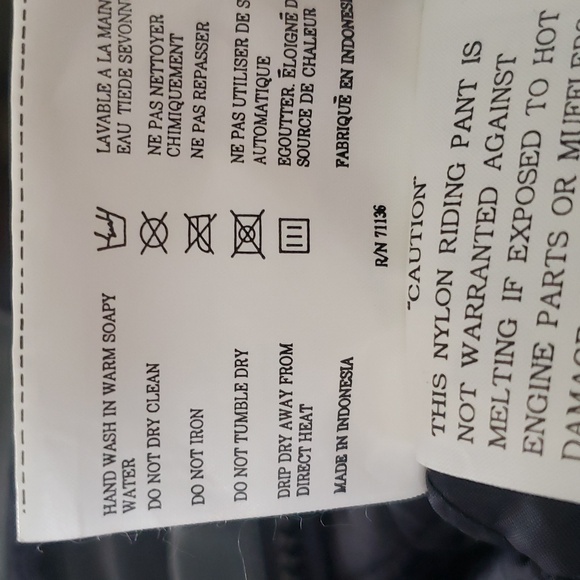 HAND WASH IN WARM SOAPY
WATER
DO NOT DRY CLEAN
DO NOT IRON
DO NOT TUMBLE DRY
DRIP DRY AWAY FROM
DIRECT HEAT
MADE IN INDONESIA
LAVABLE A LA MAIN
EAU TIEDE
NE PAS NETTOYER
CHIMIQUEMENT
NE PAS REPASSER
NE PAS UTILISER DE
AUTOMATIQUE
EGOUTTER. ÉLOIGNÉ
SOURCE DE CHALEUR
FABRIQUÉ EN
R/N 71136
"CAUTION"
THIS NYLON RIDING PANT IS
NOT WARRANTED AGAINST
MELTING IF EXPOSED TO HOT
ENGINE PARTS OR